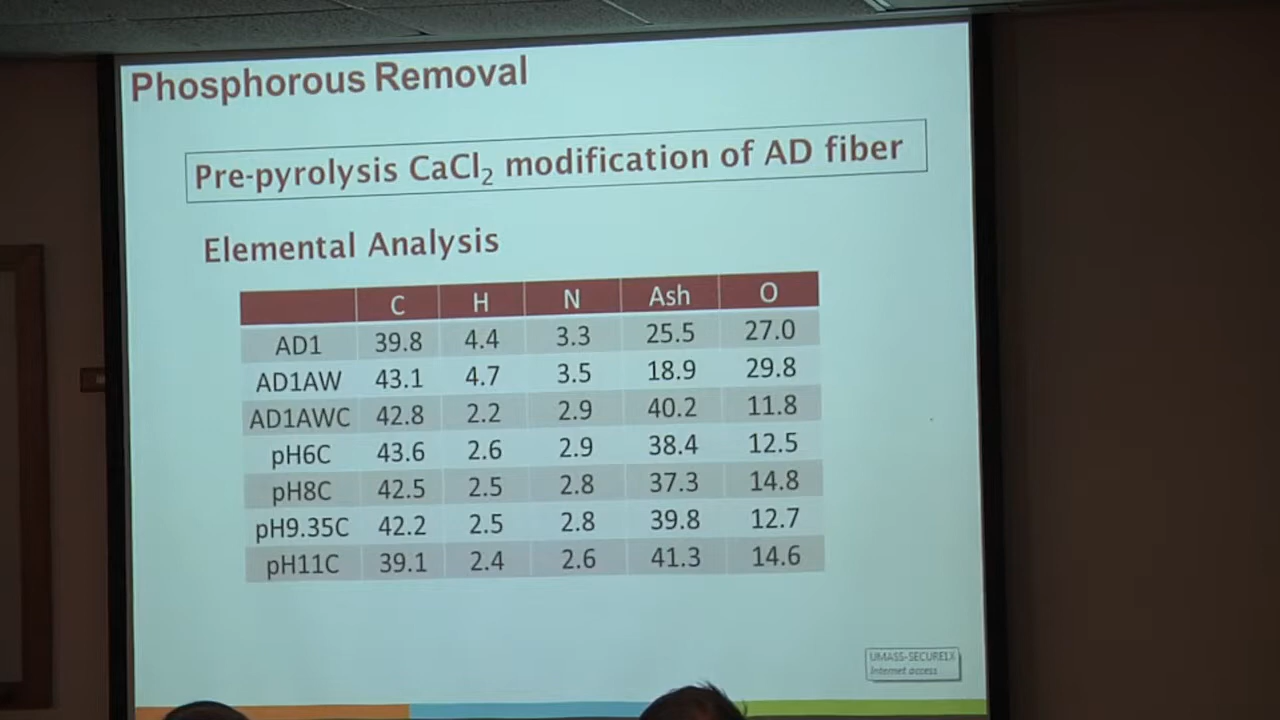 Phosphorous Removal
Pre-pyrolysis CaCl₂ modification of AD fiber
Elemental Analysis
C H N Ash O
AD1 39.8 4.4 3.3 25.5 27.0
AD1AW 43.1 4.7 3.5 18.9 29.8
AD1AWC 42.8 2.2 2.9 40.2 11.8
pH6C 43.6 2.6 2.9 38.4 12.5
pH8C 42.5 2.5 2.8 37.3 14.8
pH9.35C 42.2 2.5 2.8 39.8 12.7
pH11C 39.1 2.4 2.6 41.3 14.6
UMASS-SECURE1X
Internet access